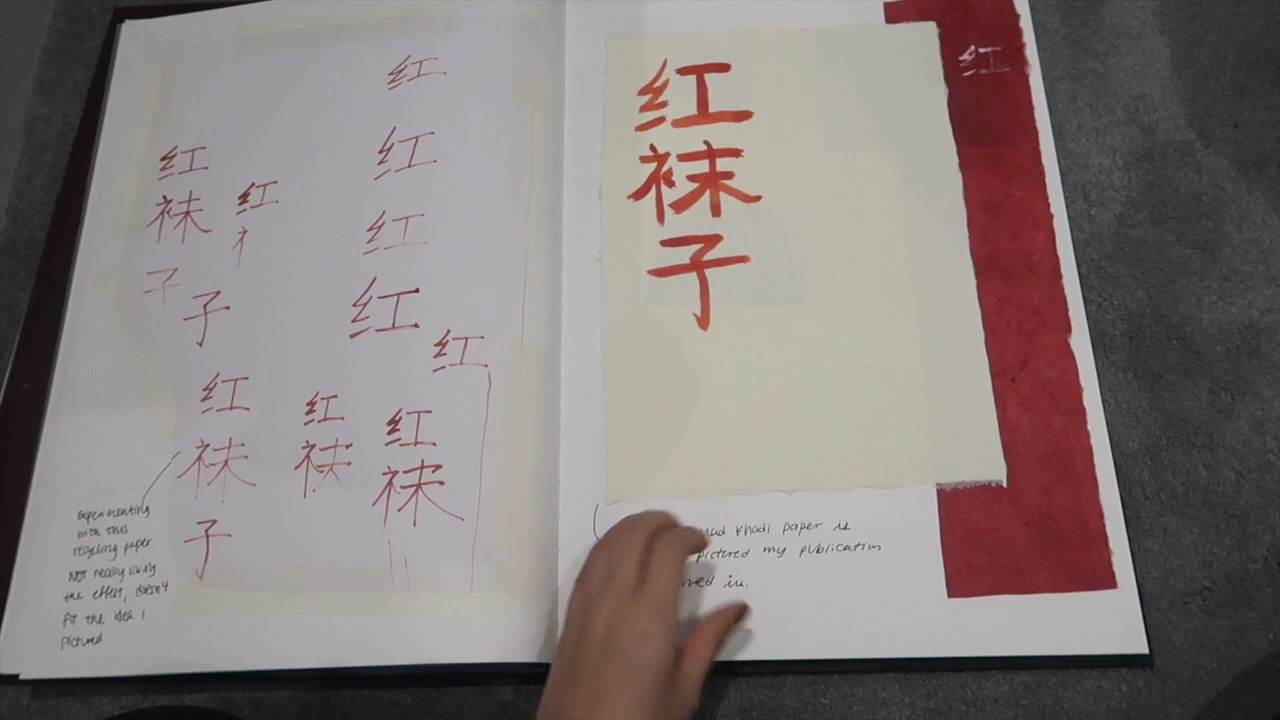 红
红
红
红
红
红
袜
子
红
子
红
袜
子
红
袜
红
袜
Experimenting
with this
recycling paper.
Not really liking
the effect, doesn't
fit the idea I
pictured.
红
袜
子
红
khadi paper is
pictured my publication
in.